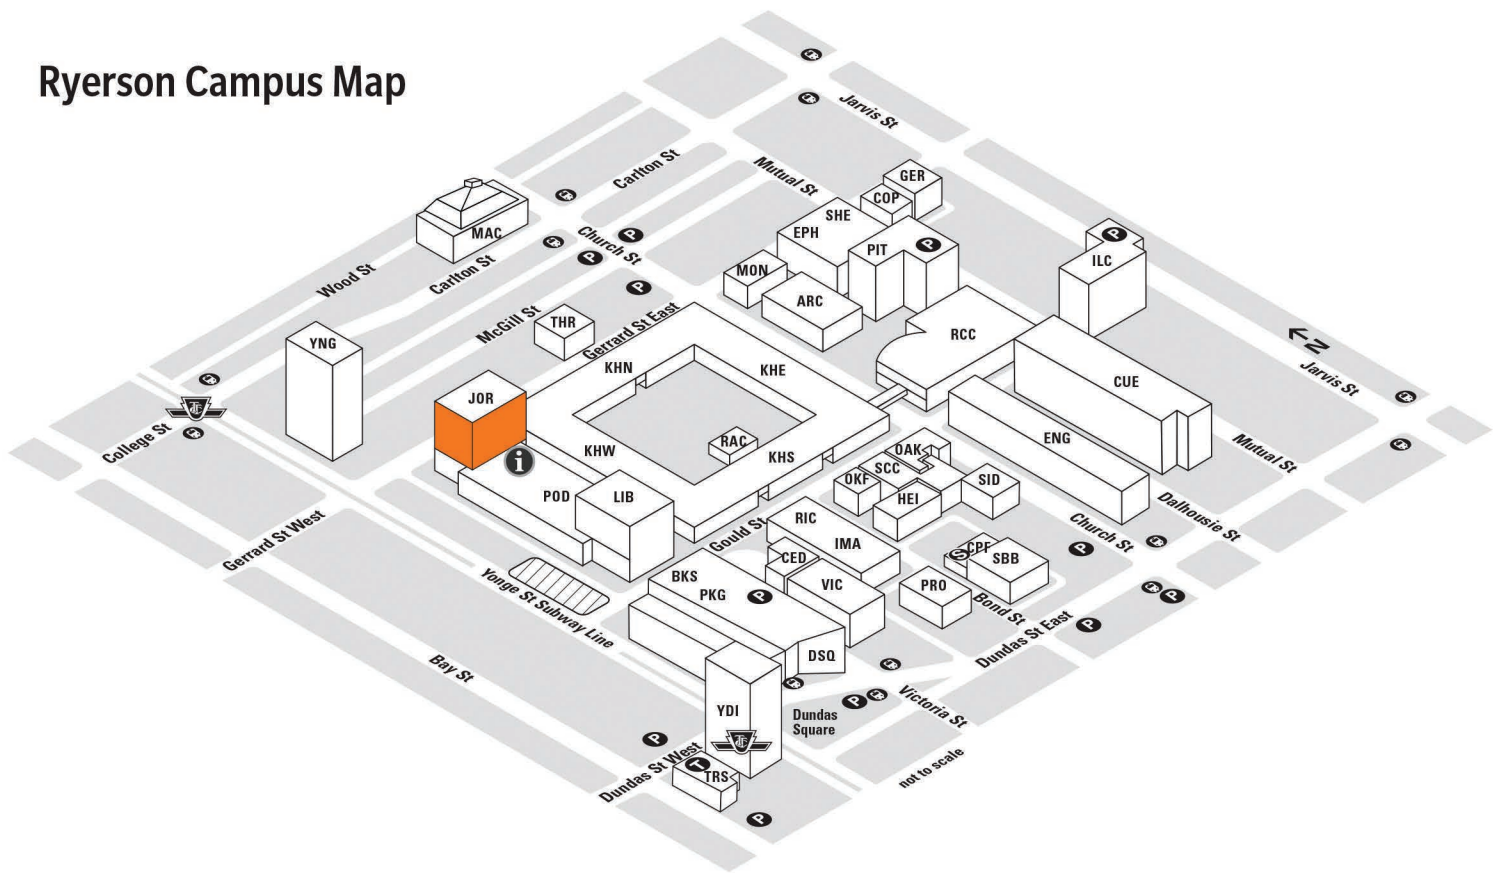 Ryerson Campus Map
Jarvis St
Carlton St
Mutual St
GER
COP
SHE
EPH
MAC
Church St
P
P
PIT
P
P
ILC
Wood St
Carlton St
MON
P
ARC
McGill St
THR
Gerrard St East
YNG
RCC
N
Jarvis St
KHN
KHE
CUE
JOR
College St
RAC
ENG
Mutual St
KHW
KHS
OAK
SCC
i
OKF
SID
POD
LIB
HEI
Dalhousie St
Gerrard St West
Gould St
RIC
IMA
Church St
P
CPF
S
SBB
CED
BKS
PKG
P
VIC
PRO
Bond St
P
Yonge St Subway Line
Dundas St East
P
DSQ
Bay St
Victoria St
P
YDI
Dundas
Square
P
Dundas St West
T
TRS
not to scale
P